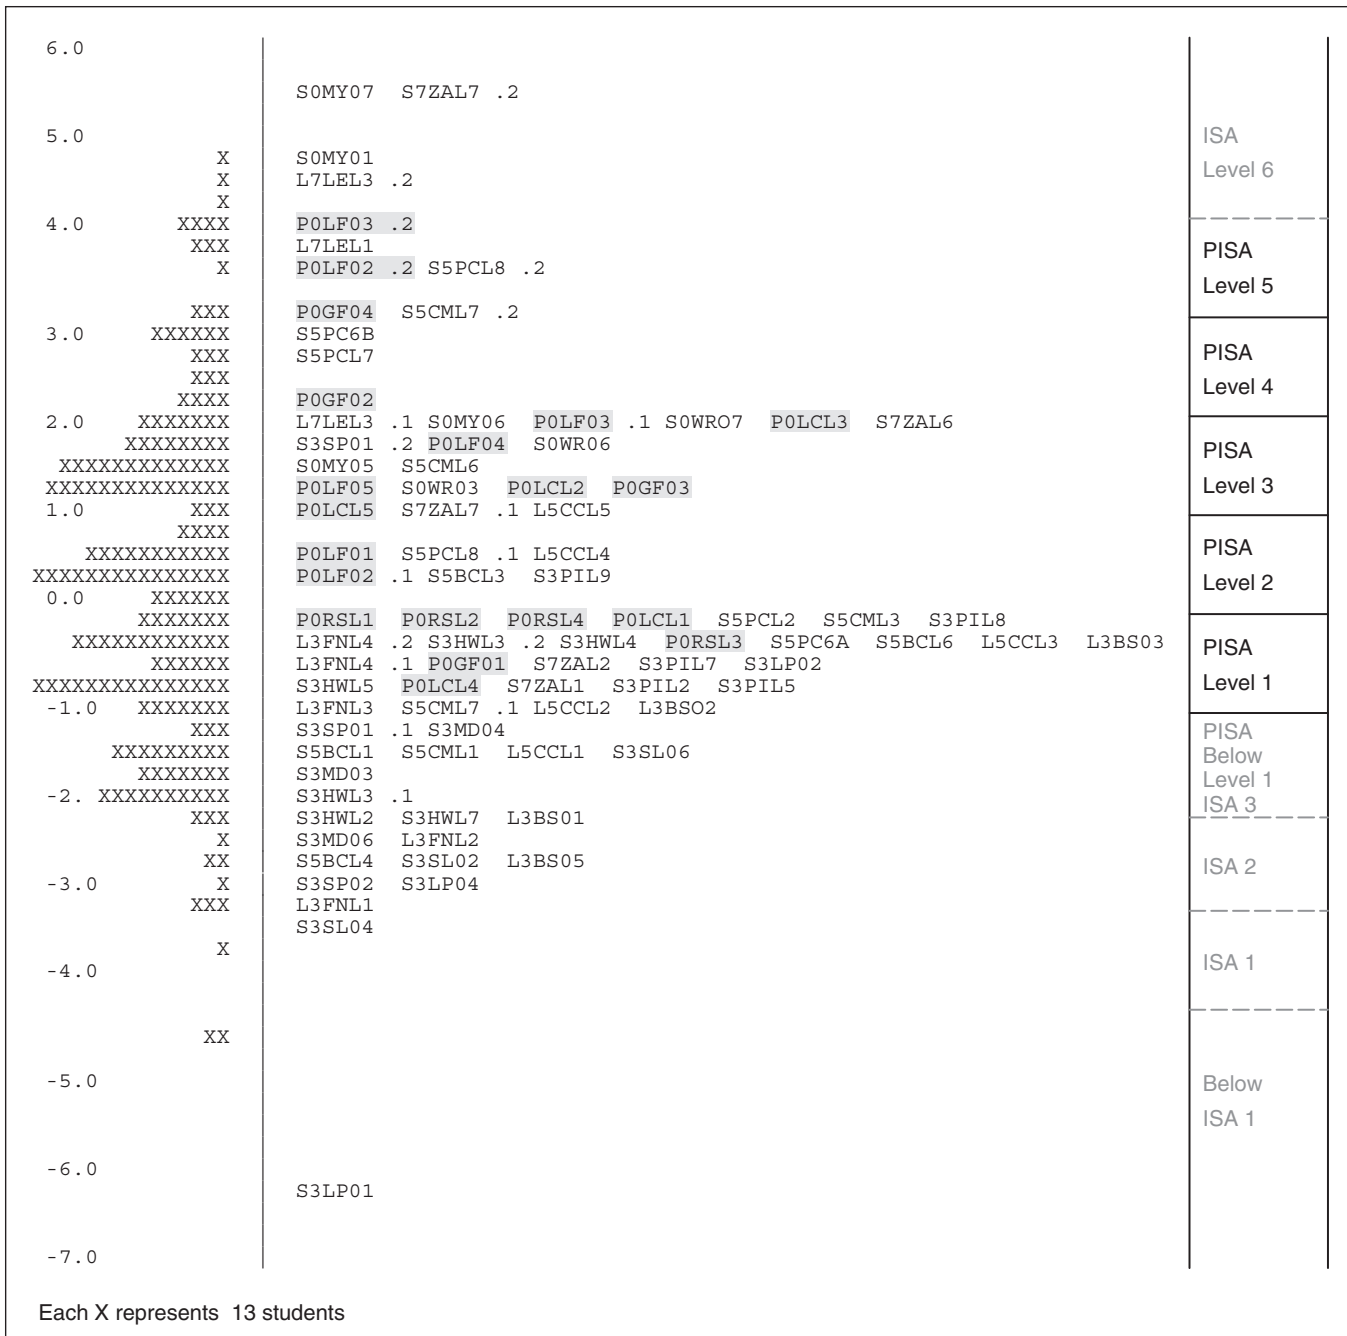 6.0
S0MY07 S7ZAL7 .2
5.0
X S0MY01
X L7LEL3 .2
X
4.0 XXXX P0LF03 .2
XXX L7LEL1
X P0LF02 .2 S5PCL8 .2
XXX P0GF04 S5CML7 .2
3.0 XXXXXX S5PC6B
XXX S5PCL7
XXX
XXXX P0GF02
2.0 XXXXXXX L7LEL3 .1 S0MY06 P0LF03 .1 S0WRO7 P0LCL3 S7ZAL6
XXXXXXXX S3SP01 .2 P0LF04 S0WR06
XXXXXXXXXXXXX S0MY05 S5CML6
XXXXXXXXXXXXXX P0LF05 S0WR03 P0LCL2 P0GF03
1.0 XXX P0LCL5 S7ZAL7 .1 L5CCL5
XXXX
XXXXXXXXXXX P0LF01 S5PCL8 .1 L5CCL4
XXXXXXXXXXXXXXX P0LF02 .1 S5BCL3 S3PIL9
0.0 XXXXXX
XXXXXXX P0RSL1 P0RSL2 P0RSL4 P0LCL1 S5PCL2 S5CML3 S3PIL8
XXXXXXXXXXXX L3FNL4 .2 S3HWL3 .2 S3HWL4 P0RSL3 S5PC6A S5BCL6 L5CCL3 L3BS03
XXXXXX L3FNL4 .1 P0GF01 S7ZAL2 S3PIL7 S3LP02
XXXXXXXXXXXXXXX S3HWL5 P0LCL4 S7ZAL1 S3PIL2 S3PIL5
-1.0 XXXXXXX L3FNL3 S5CML7 .1 L5CCL2 L3BSO2
XXX S3SP01 .1 S3MD04
XXXXXXXXX S5BCL1 S5CML1 L5CCL1 S3SL06
XXXXXXX S3MD03
-2. XXXXXXXXXX S3HWL3 .1
XXX S3HWL2 S3HWL7 L3BS01
X S3MD06 L3FNL2
XX S5BCL4 S3SL02 L3BS05
-3.0 X S3SP02 S3LP04
XXX L3FNL1
S3SL04
X
-4.0
XX
-5.0
-6.0
S3LP01
-7.0
ISA
Level 6
PISA
Level 5
PISA
Level 4
PISA
Level 3
PISA
Level 2
PISA
Level 1
PISA
Below
Level 1
ISA 3
ISA 2
ISA 1
Below
ISA 1
Each X represents 13 students